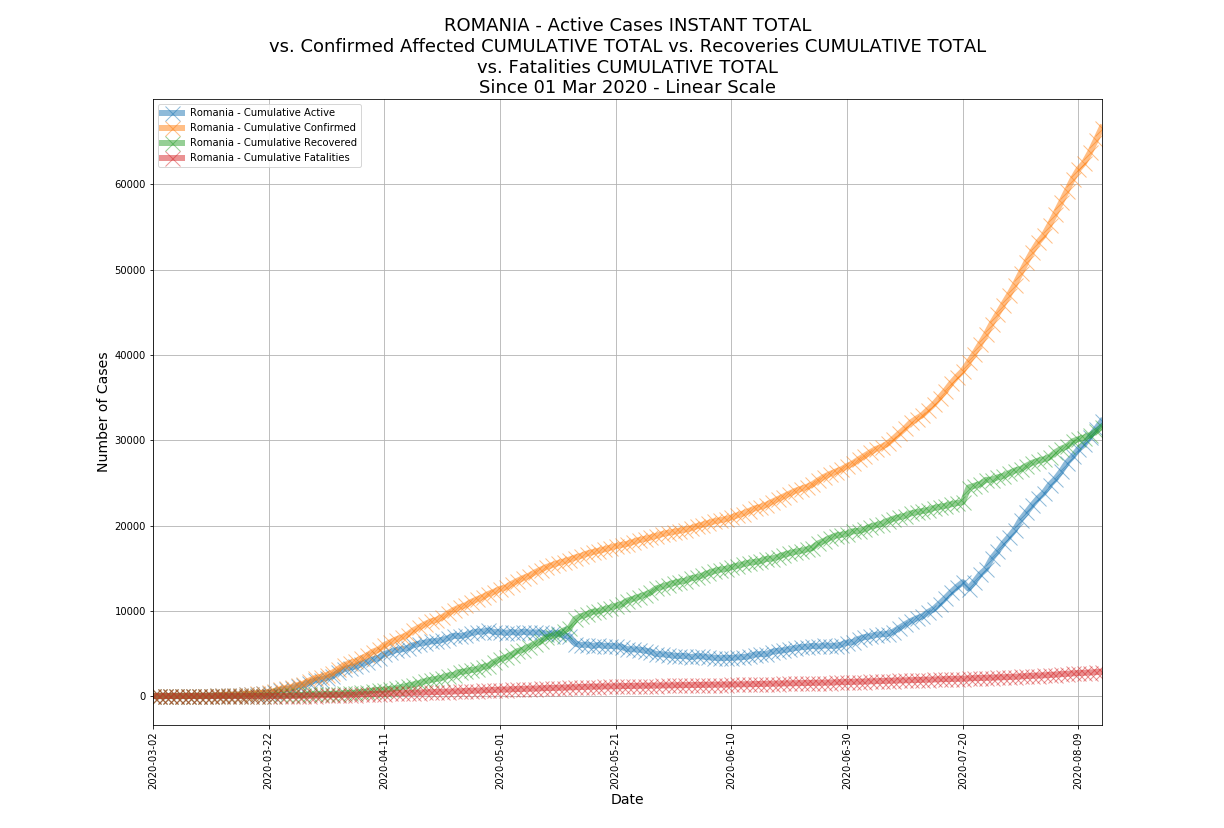 ROMANIA - Active Cases INSTANT TOTAL
vs. Confirmed Affected CUMULATIVE TOTAL vs. Recoveries CUMULATIVE TOTAL
vs. Fatalities CUMULATIVE TOTAL
Since 01 Mar 2020 - Linear Scale
Romania - Cumulative Active
Romania - Cumulative Confirmed
Romania - Cumulative Recovered
Romania - Cumulative Fatalities
Number of Cases
60000
50000
40000
30000
20000
10000
0
2020-03-02
2020-03-22
2020-04-11
2020-05-01
2020-05-21
2020-06-10
2020-06-30
2020-07-20
2020-08-09
Date